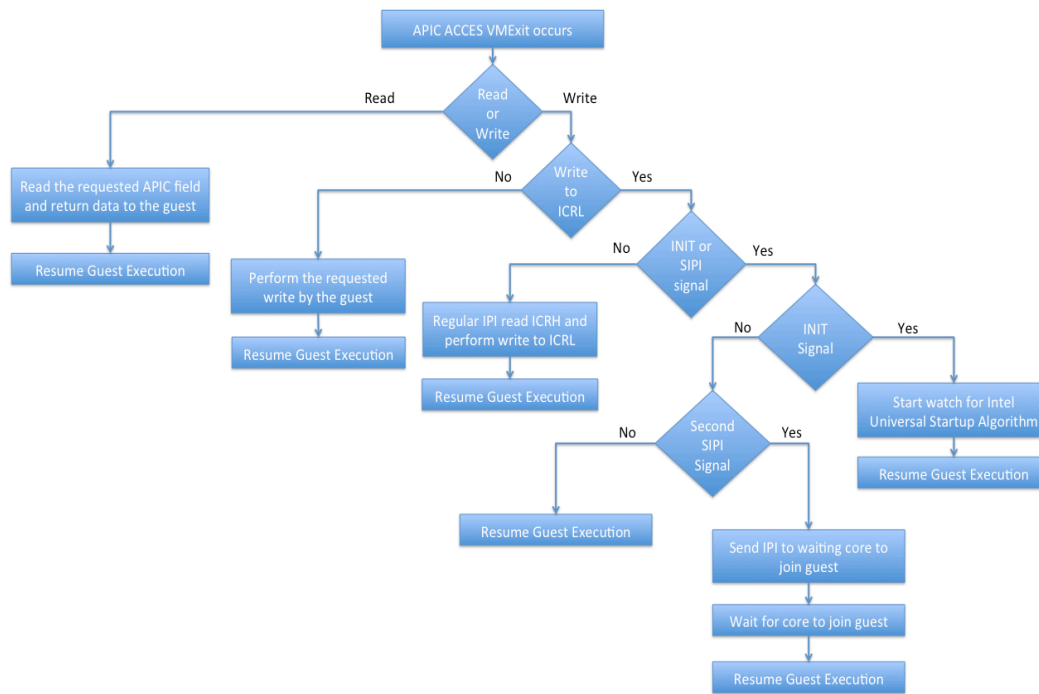 APIC ACCES VMExit occurs
Read
or
Write
Read
Write
Read the requested APIC field
and return data to the guest
Resume Guest Execution
Write
to
ICRL
No
Yes
Perform the requested
write by the guest
Resume Guest Execution
INIT or
SIPI
signal
No
Yes
Regular IPI read ICRH and
perform write to ICRL
Resume Guest Execution
INIT
Signal
No
Yes
Start watch for Intel
Universal Startup Algorithm
Resume Guest Execution
Second
SIPI
Signal
No
Yes
Resume Guest Execution
Send IPI to waiting core to
join guest
Wait for core to join guest
Resume Guest Execution